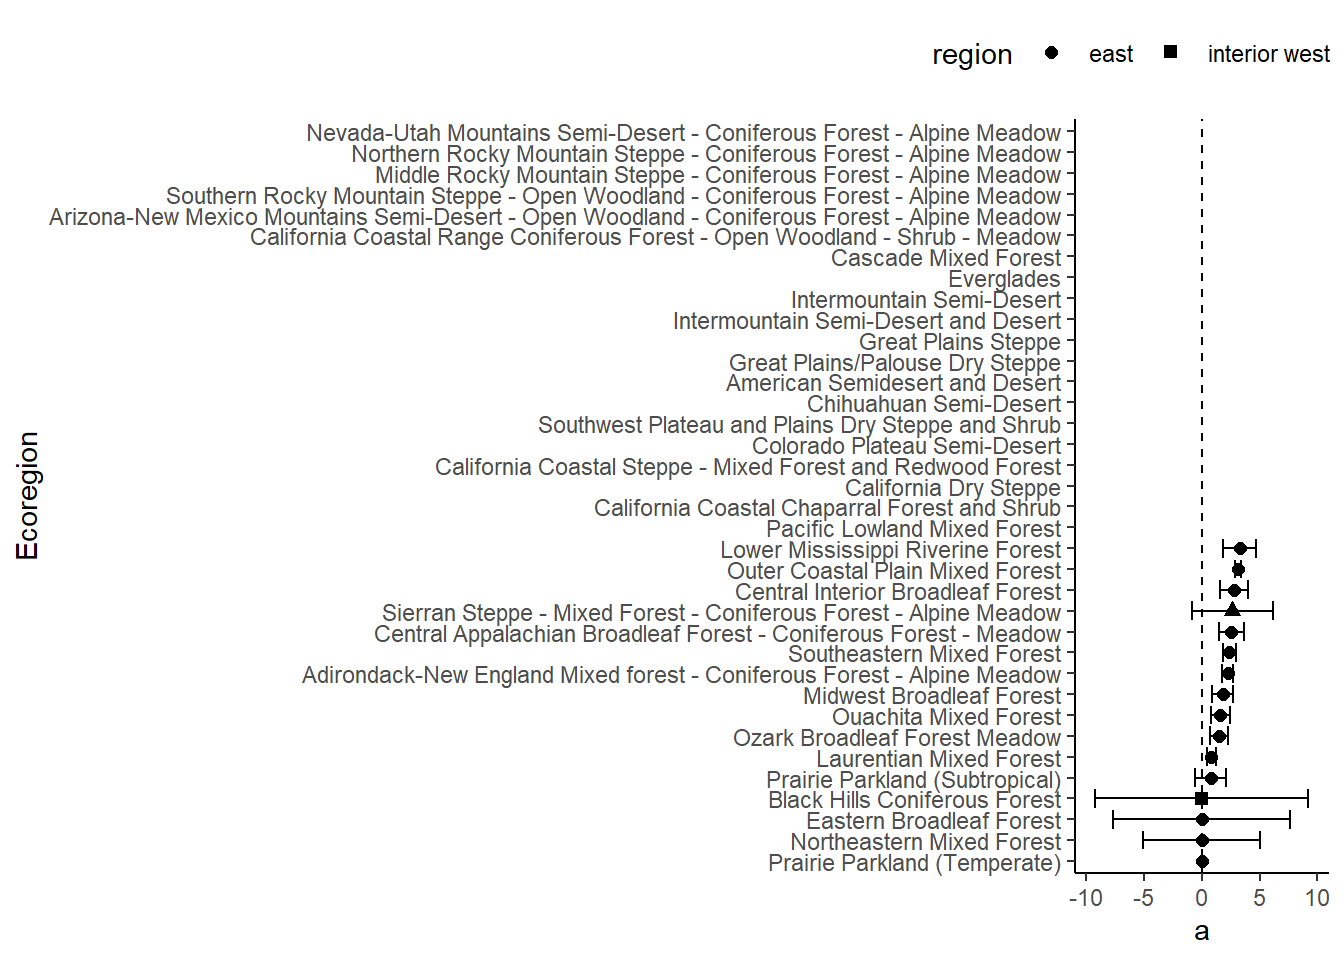 region east interior west
Nevada-Utah Mountains Semi-Desert - Coniferous Forest - Alpine Meadow
Northern Rocky Mountain Steppe - Coniferous Forest - Alpine Meadow
Middle Rocky Mountain Steppe - Coniferous Forest - Alpine Meadow
Southern Rocky Mountain Steppe - Open Woodland - Coniferous Forest - Alpine Meadow
Arizona-New Mexico Mountains Semi-Desert - Open Woodland - Coniferous Forest - Alpine Meadow
California Coastal Range Coniferous Forest - Open Woodland - Shrub - Meadow
Cascade Mixed Forest
Everglades
Intermountain Semi-Desert
Intermountain Semi-Desert and Desert
Great Plains Steppe
Great Plains/Palouse Dry Steppe
American Semidesert and Desert
Chihuahuan Semi-Desert
Southwest Plateau and Plains Dry Steppe and Shrub
Colorado Plateau Semi-Desert
California Coastal Steppe - Mixed Forest and Redwood Forest
California Dry Steppe
California Coastal Chaparral Forest and Shrub
Pacific Lowland Mixed Forest
Lower Mississippi Riverine Forest
Outer Coastal Plain Mixed Forest
Central Interior Broadleaf Forest
Sierran Steppe - Mixed Forest - Coniferous Forest - Alpine Meadow
Central Appalachian Broadleaf Forest - Coniferous Forest - Meadow
Southeastern Mixed Forest
Adirondack-New England Mixed forest - Coniferous Forest - Alpine Meadow
Midwest Broadleaf Forest
Ouachita Mixed Forest
Ozark Broadleaf Forest Meadow
Laurentian Mixed Forest
Prairie Parkland (Subtropical)
Black Hills Coniferous Forest
Eastern Broadleaf Forest
Northeastern Mixed Forest
Prairie Parkland (Temperate)
Ecoregion
-10 -5 0 5 10
a